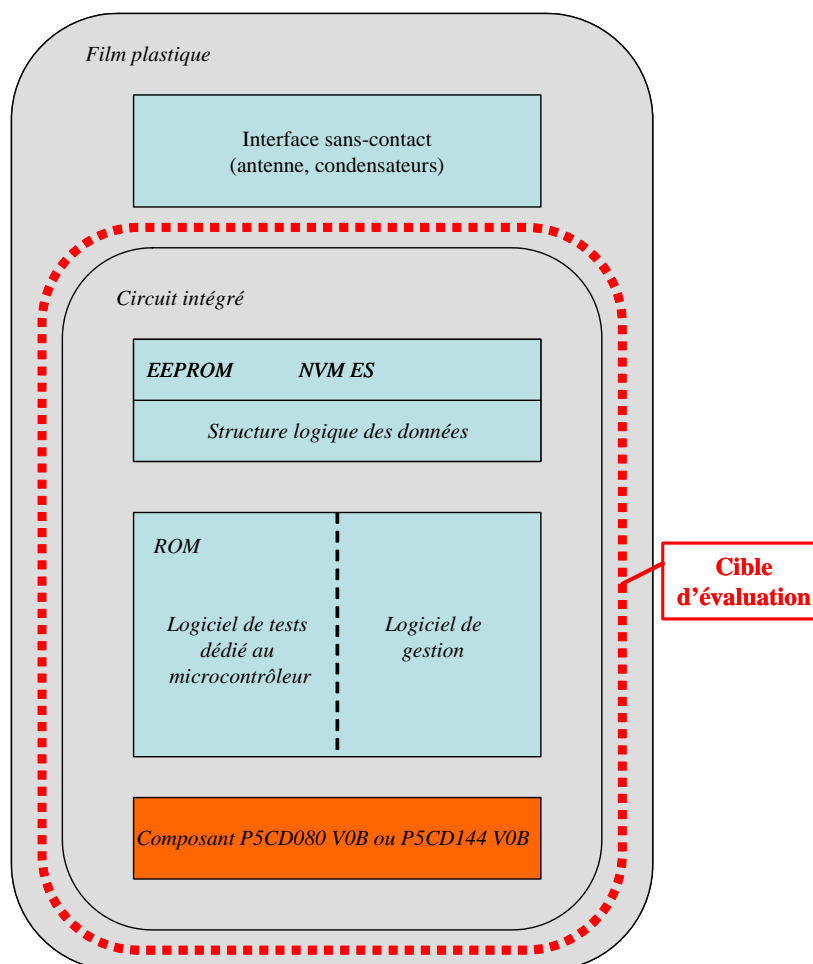 Film plastique
Interface sans-contact
(antenne, condensateurs)
Circuit intégré
EEPROM NVM ES
Structure logique des données
ROM
Logiciel de tests
dédié au
microcontrôleur
Logiciel de
gestion
Cible
d’évaluation
Composant P5CD080 V0B ou P5CD144 V0B